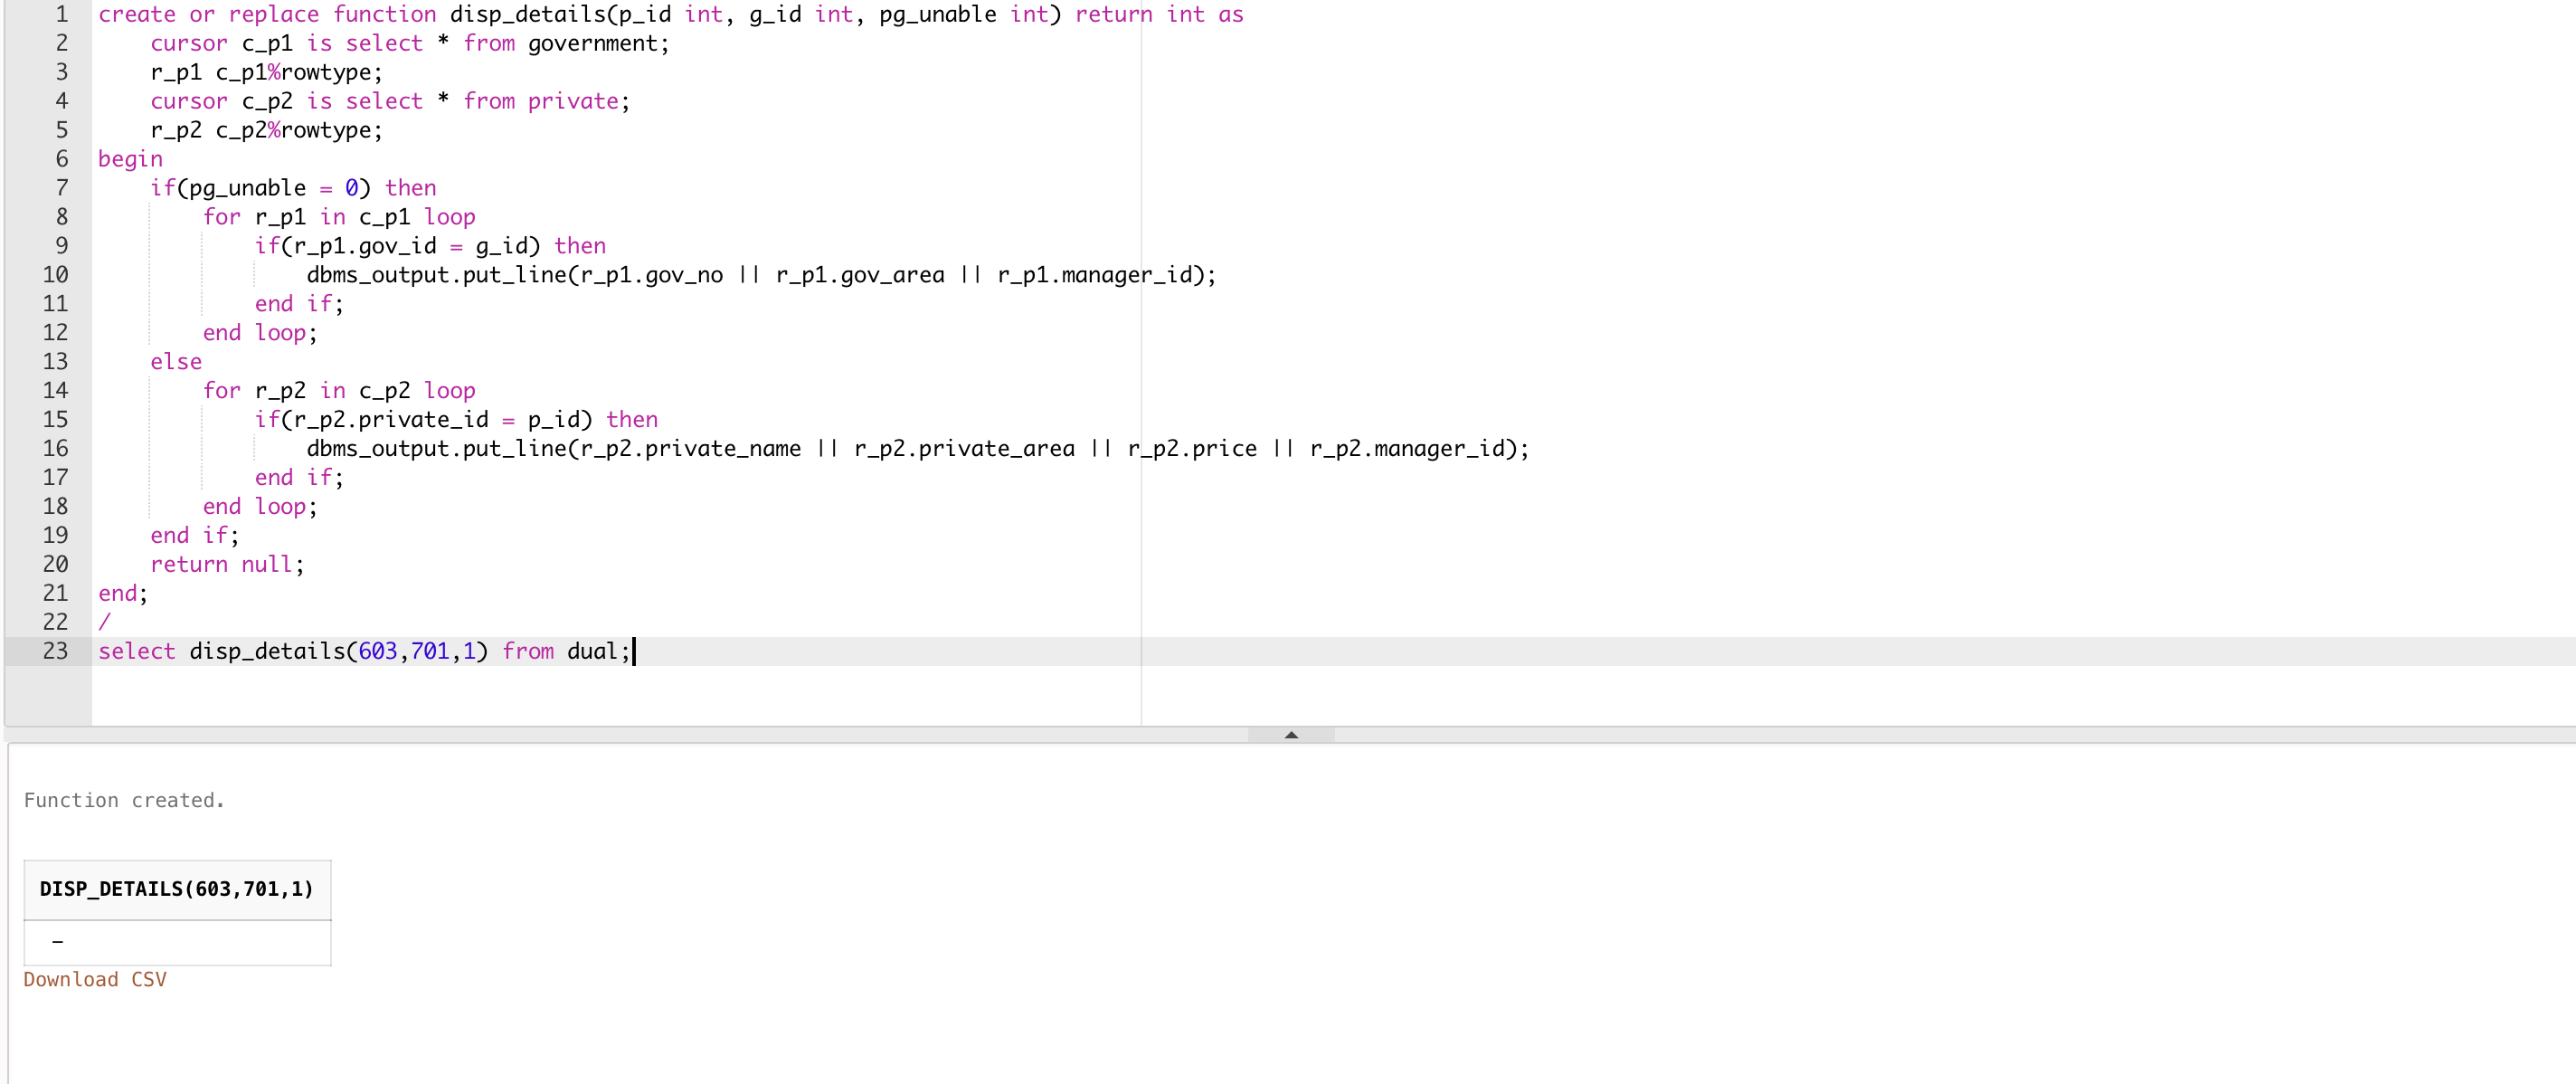 1 create or replace function disp_details(p_id int, g_id int, pg_unable int) return int as
2     cursor c_p1 is select * from government;
3     r_p1 c_p1%rowtype;
4     cursor c_p2 is select * from private;
5     r_p2 c_p2%rowtype;
6 begin
7     if(pg_unable = 0) then
8         for r_p1 in c_p1 loop
9             if(r_p1.gov_id = g_id) then
10                 dbms_output.put_line(r_p1.gov_no || r_p1.gov_area || r_p1.manager_id);
11             end if;
12         end loop;
13     else
14         for r_p2 in c_p2 loop
15             if(r_p2.private_id = p_id) then
16                 dbms_output.put_line(r_p2.private_name || r_p2.private_area || r_p2.price || r_p2.manager_id);
17             end if;
18         end loop;
19     end if;
20     return null;
21 end;
22 /
23 select disp_details(603,701,1) from dual;
Function created.
DISP_DETAILS(603,701,1)
-
Download CSV